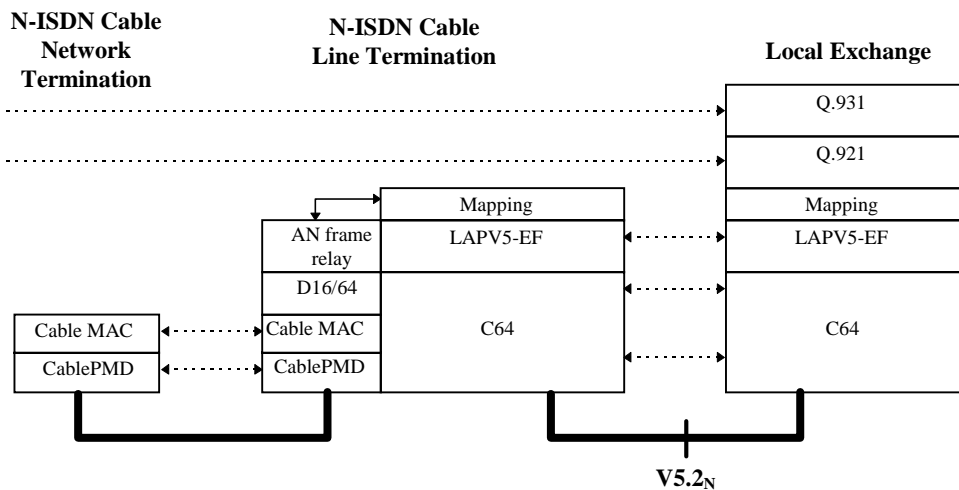 N-ISDN Cable
Network
Termination
N-ISDN Cable
Line Termination
Local Exchange
Q.931
Q.921
Mapping
Mapping
AN frame
relay
LAPV5-EF
LAPV5-EF
D16/64
C64
C64
Cable MAC
Cable MAC
CablePMD
CablePMD
V5.2N